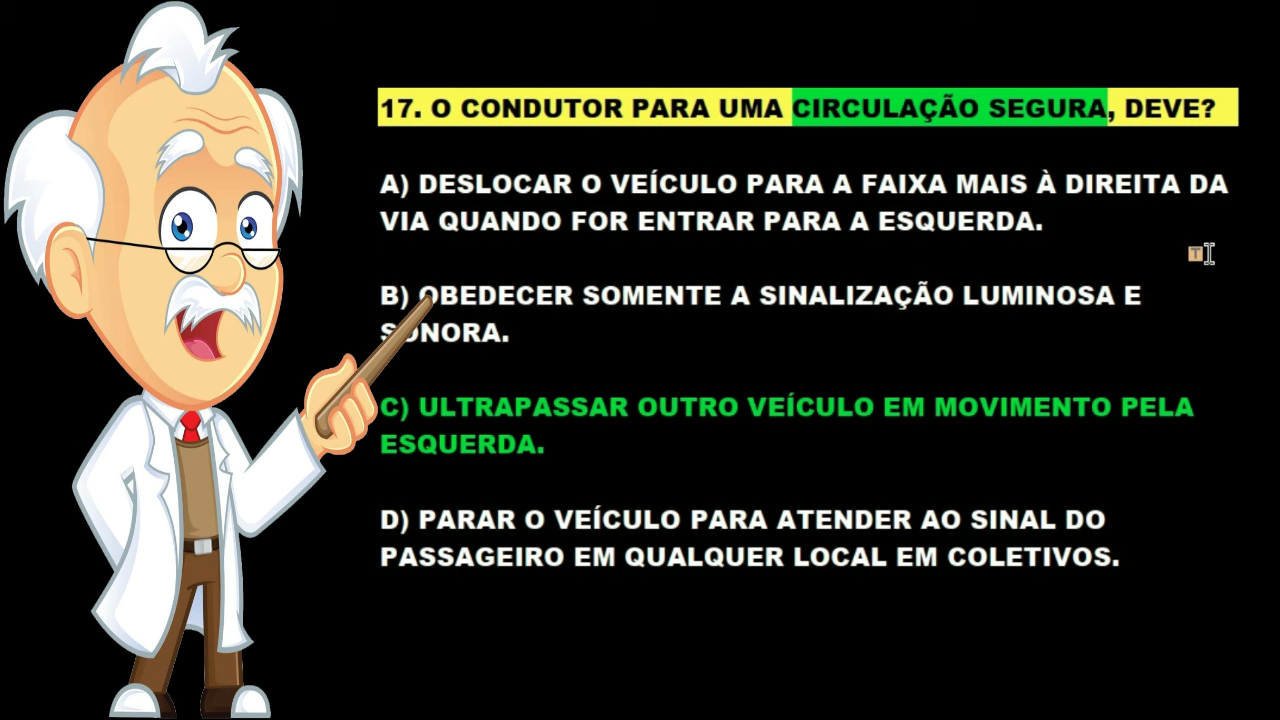 17. O CONDUTOR PARA UMA CIRCULAÇÃO SEGURA, DEVE?
A) DESLOCAR O VEÍCULO PARA A FAIXA MAIS À DIREITA DA
VIA QUANDO FOR ENTRAR PARA A ESQUERDA.
B) OBEDECER SOMENTE A SINALIZAÇÃO LUMINOSA E
SONORA.
C) ULTRAPASSAR OUTRO VEÍCULO EM MOVIMENTO PELA
ESQUERDA.
D) PARAR O VEÍCULO PARA ATENDER AO SINAL DO
PASSAGEIRO EM QUALQUER LOCAL EM COLETIVOS.